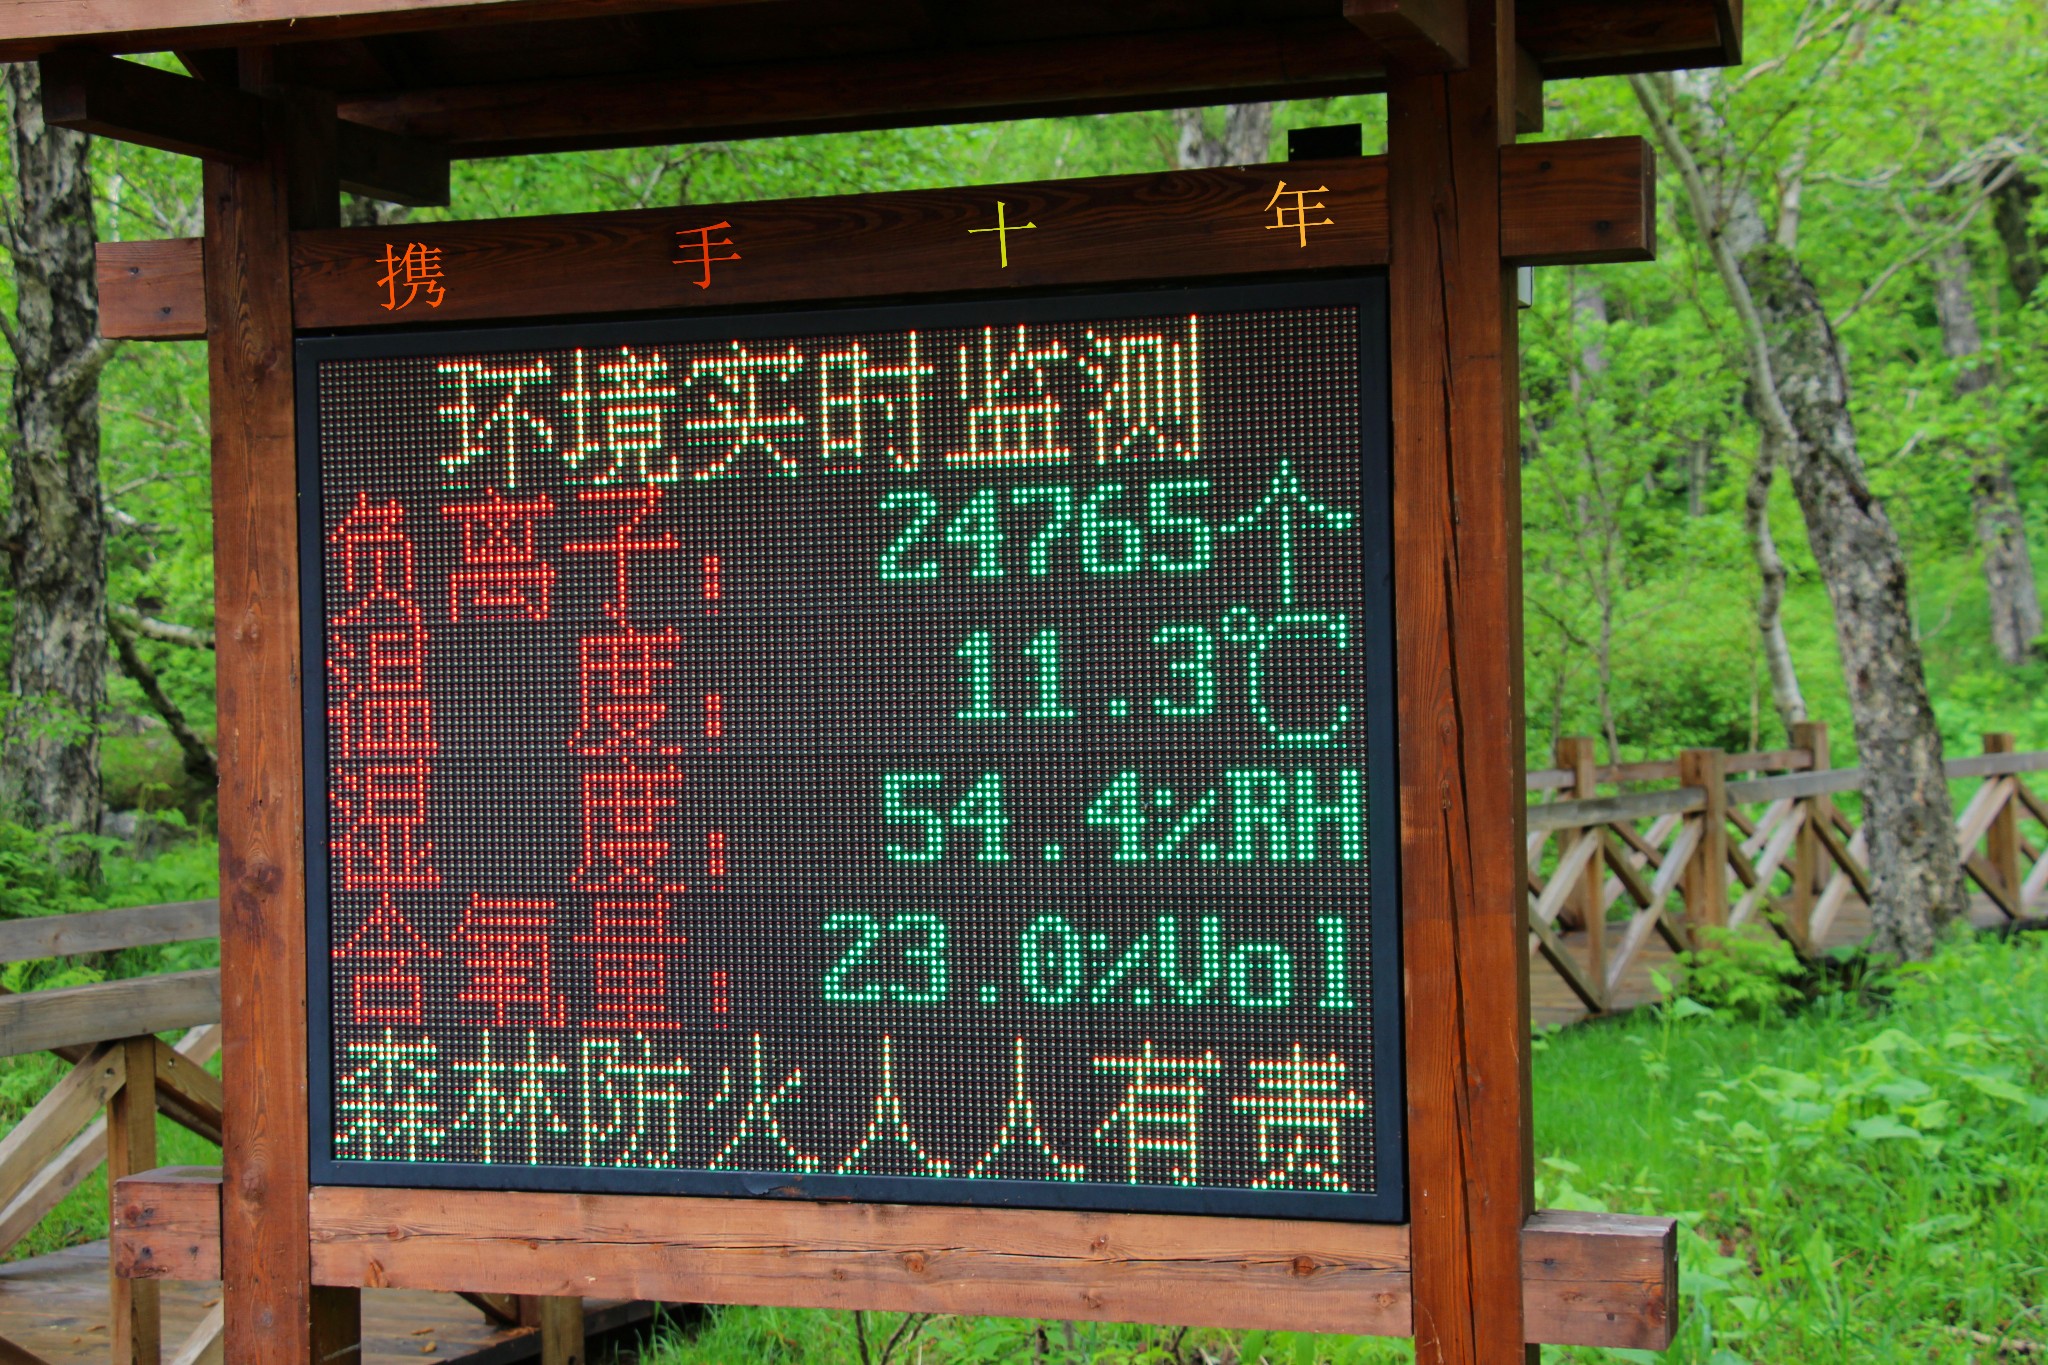 携手十年
环境实时监测
负离子: 24765个
温度: 11.3℃
湿度: 54.4%RH
含氧量: 23.0%Vol
森林防火人人有责